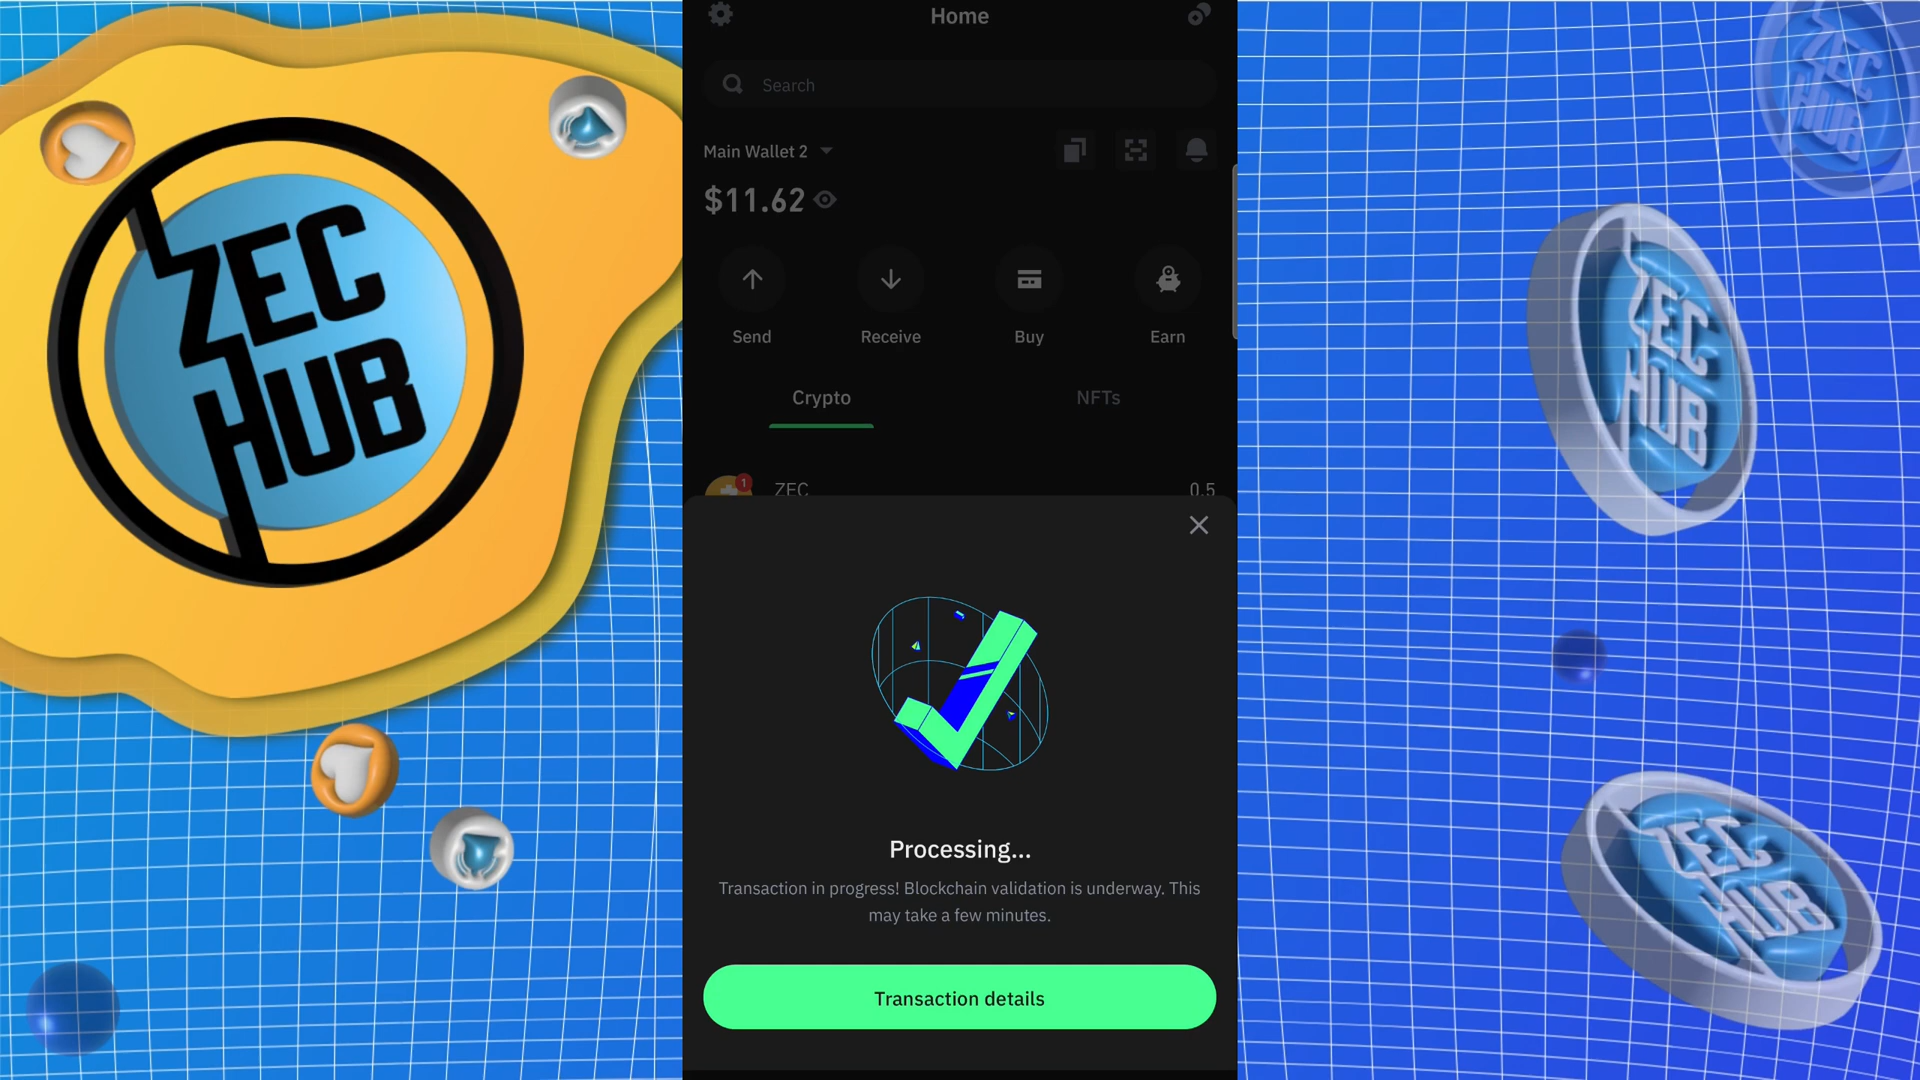 ZEC
HUB
Home
Search
Main Wallet 2
$11.62
Send
Receive
Buy
Earn
Crypto
NFTs
1
ZEC
0.5
Processing...
Transaction in progress! Blockchain validation is underway. This
may take a few minutes.
Transaction details
ZEC
HUB
ZEC
HUB
ZEC
HUB